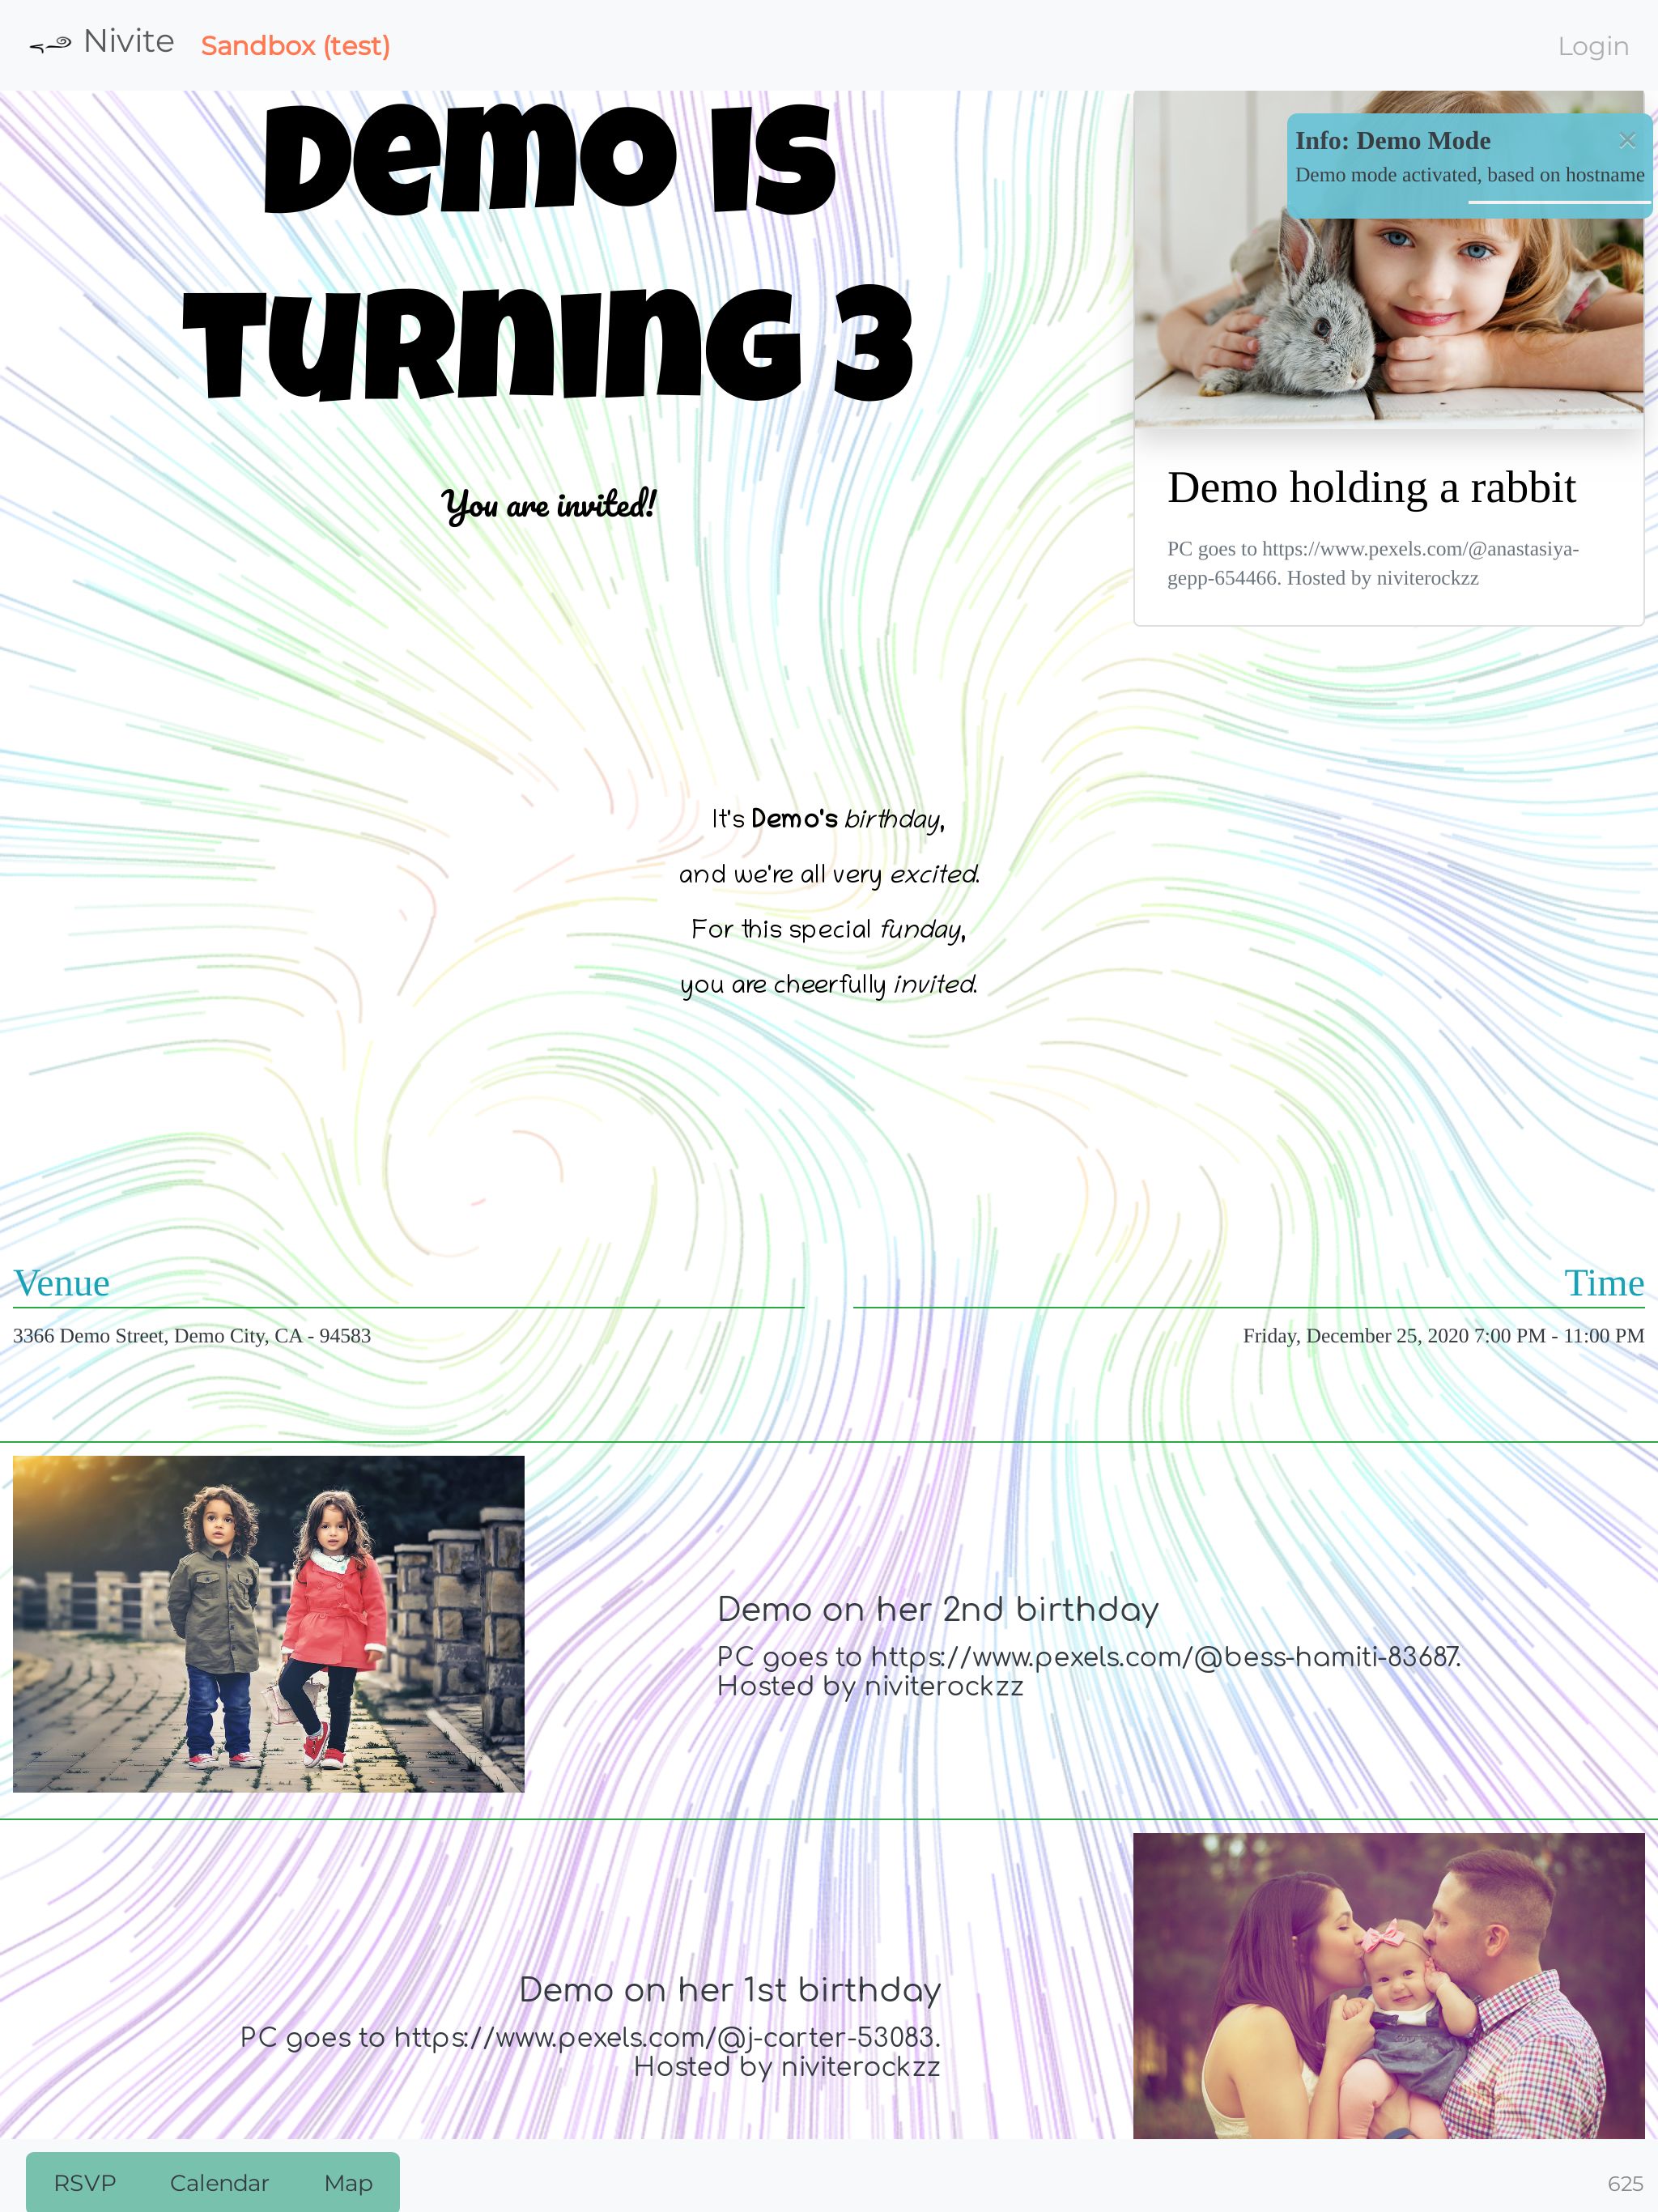 Nivite Sandbox (test) Login
Demo is
Turning 3
You are invited!
Info: Demo Mode ×
Demo mode activated, based on hostname
Demo holding a rabbit
PC goes to https://www.pexels.com/@anastasiya-
gepp-654466. Hosted by niviterockzz
It's Demo's birthday,
and we're all very excited.
For this special funday,
you are cheerfully invited.
Venue
3366 Demo Street, Demo City, CA - 94583
Time
Friday, December 25, 2020 7:00 PM - 11:00 PM
Demo on her 2nd birthday
PC goes to https://www.pexels.com/@bess-hamiti-83687.
Hosted by niviterockzz
Demo on her 1st birthday
PC goes to https://www.pexels.com/@j-carter-53083.
Hosted by niviterockzz
RSVP Calendar Map 625